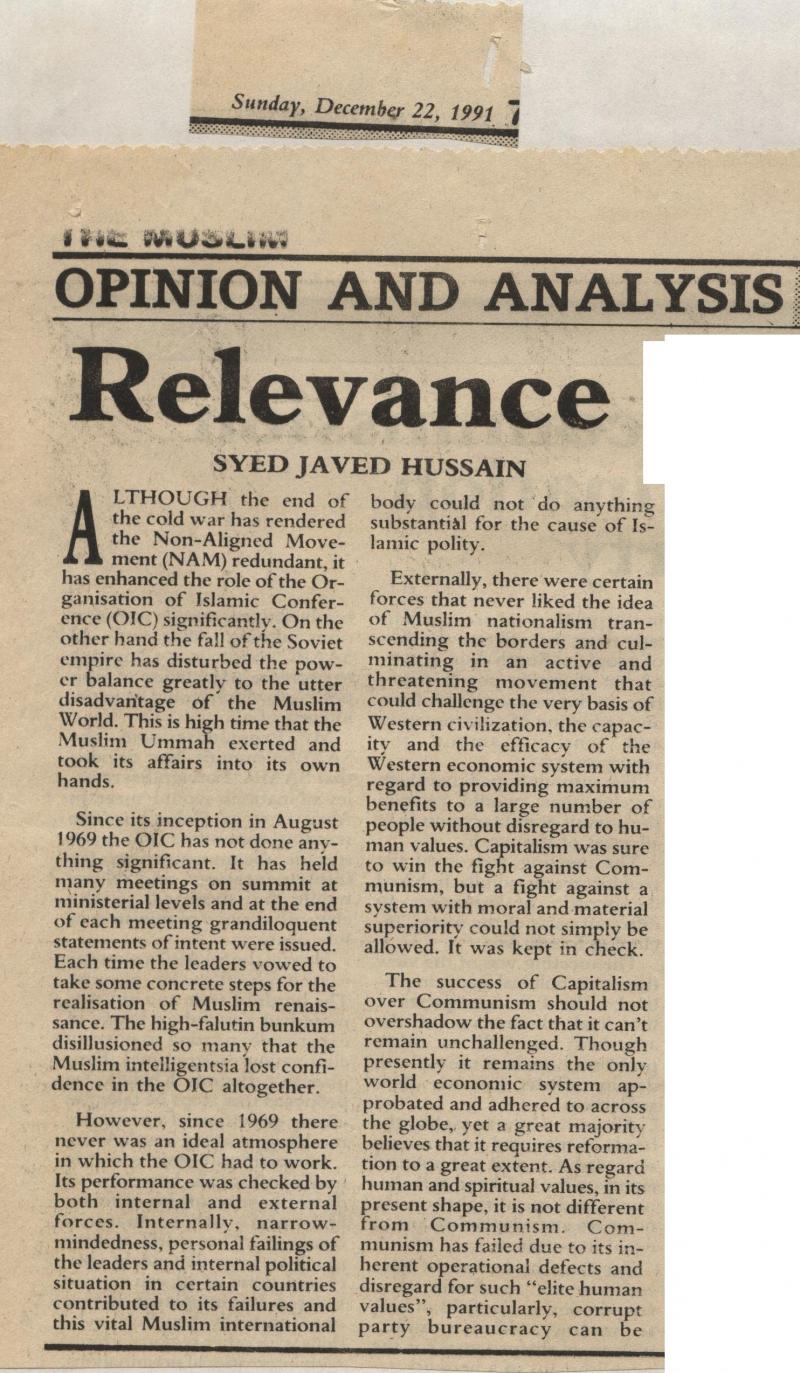 Sunday, December 22, 1991 7
THE MUSLIM
OPINION AND ANALYSIS
Relevance
SYED JAVED HUSSAIN
ALTHOUGH the end of
the cold war has rendered
the Non-Aligned Move-
ment (NAM) redundant, it
has enhanced the role of the Or-
ganisation of Islamic Confer-
ence (OIC) significantly. On the
other hand the fall of the Soviet
empire has disturbed the pow-
er balance greatly to the utter
disadvantage of the Muslim
World. This is high time that the
Muslim Ummah exerted and
took its affairs into its own
hands.
Since its inception in August
1969 the OIC has not done any-
thing significant. It has held
many meetings on summit at
ministerial levels and at the end
of each meeting grandiloquent
statements of intent were issued.
Each time the leaders vowed to
take some concrete steps for the
realisation of Muslim renais-
sance. The high-falutin bunkum
disillusioned so many that the
Muslim intelligentsia lost confi-
dence in the OIC altogether.
However, since 1969 there
never was an ideal atmosphere
in which the OIC had to work.
Its performance was checked by
both internal and external
forces. Internally, narrow-
mindedness, personal failings of
the leaders and internal political
situation in certain countries
contributed to its failures and
this vital Muslim international
body could not do anything
substantial for the cause of Is-
lamic polity.
Externally, there were certain
forces that never liked the idea
of Muslim nationalism tran-
scending the borders and cul-
minating in an active and
threatening movement that
could challenge the very basis of
Western civilization, the capac-
ity and the efficacy of the
Western economic system with
regard to providing maximum
benefits to a large number of
people without disregard to hu-
man values. Capitalism was sure
to win the fight against Com-
munism, but a fight against a
system with moral and material
superiority could not simply be
allowed. It was kept in check.
The success of Capitalism
over Communism should not
overshadow the fact that it can't
remain unchallenged. Though
presently it remains the only
world economic system ap-
probated and adhered to across
the globe, yet a great majority
believes that it requires reforma-
tion to a great extent. As regard
human and spiritual values, in its
present shape, it is not different
from Communism. Com-
munism has failed due to its in-
herent operational defects and
disregard for such "elite human
values", particularly, corrupt
party bureaucracy can be